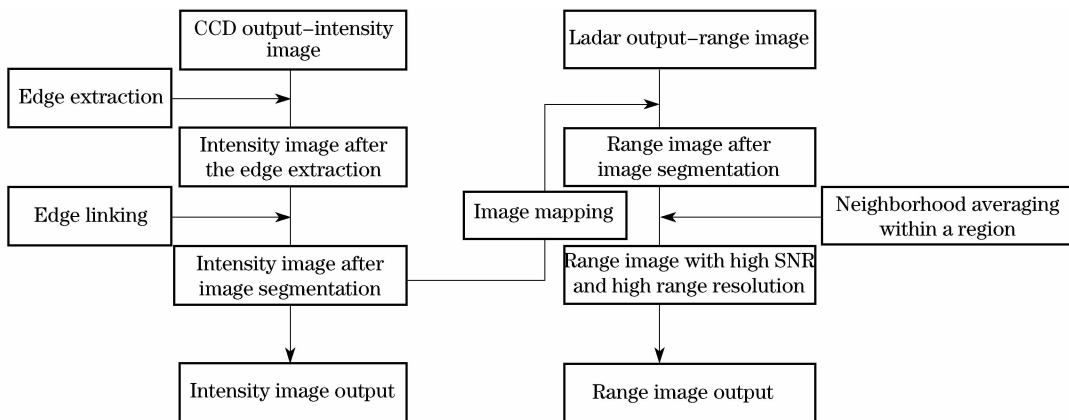 CCD output-intensity
image
Ladar output-range image
Edge extraction
Intensity image after
the edge extraction
Range image after
image segmentation
Edge linking
Image mapping
Neighborhood averaging
within a region
Intensity image after
image segmentation
Range image with high SNR
and high range resolution
Intensity image output
Range image output